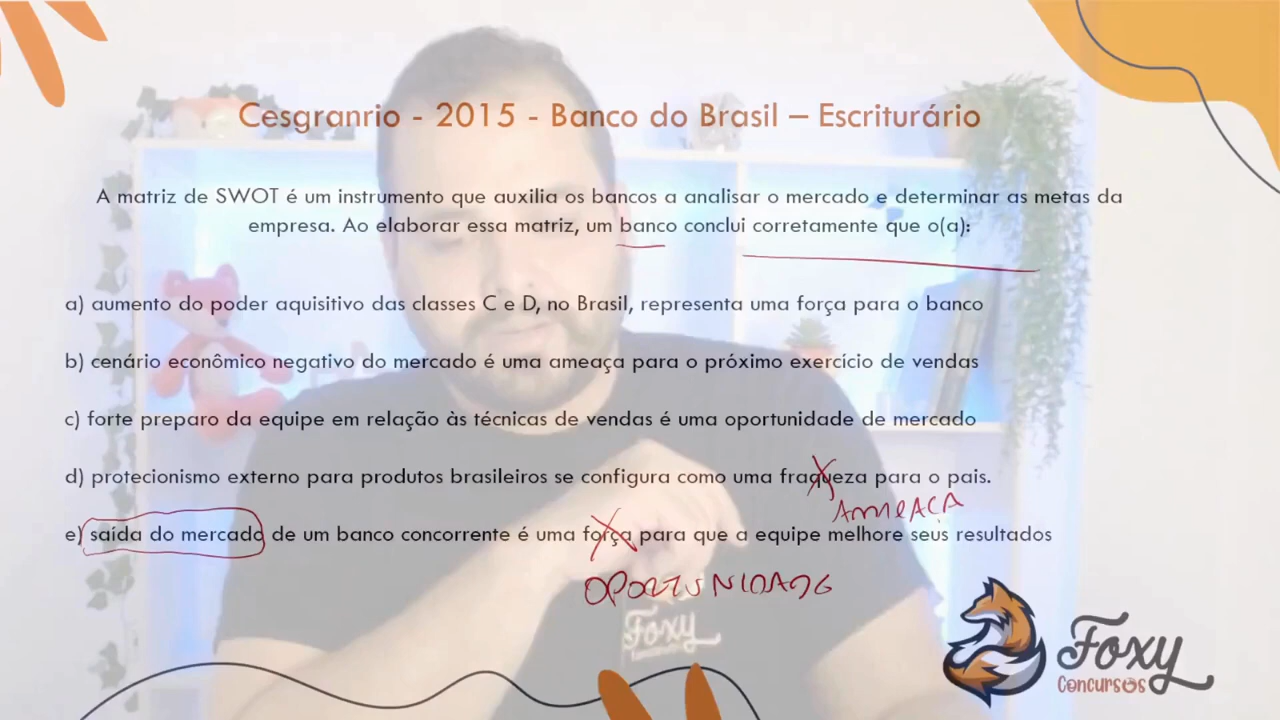 Cesgranrio - 2015 - Banco do Brasil – Escriturário
A matriz de SWOT é um instrumento que auxilia os bancos a analisar o mercado e determinar as metas da
empresa. Ao elaborar essa matriz, um banco conclui corretamente que o(a):
a) aumento do poder aquisitivo das classes C e D, no Brasil, representa uma força para o banco
b) cenário econômico negativo do mercado é uma ameaça para o próximo exercício de vendas
c) forte preparo da equipe em relação às técnicas de vendas é uma oportunidade de mercado
d) protecionismo externo para produtos brasileiros se configura como uma fraqueza para o pais.
AMEAÇA
e) saída do mercado de um banco concorrente é uma força para que a equipe melhore seus resultados
OPORTUNIDADE
Foxy
Foxy
Concursos